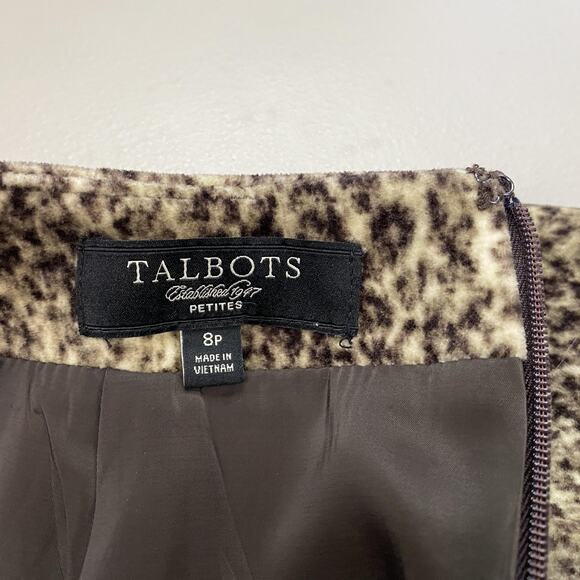 TALBOTS
Established 1947
PETITES
8P
MADE IN
VIETNAM